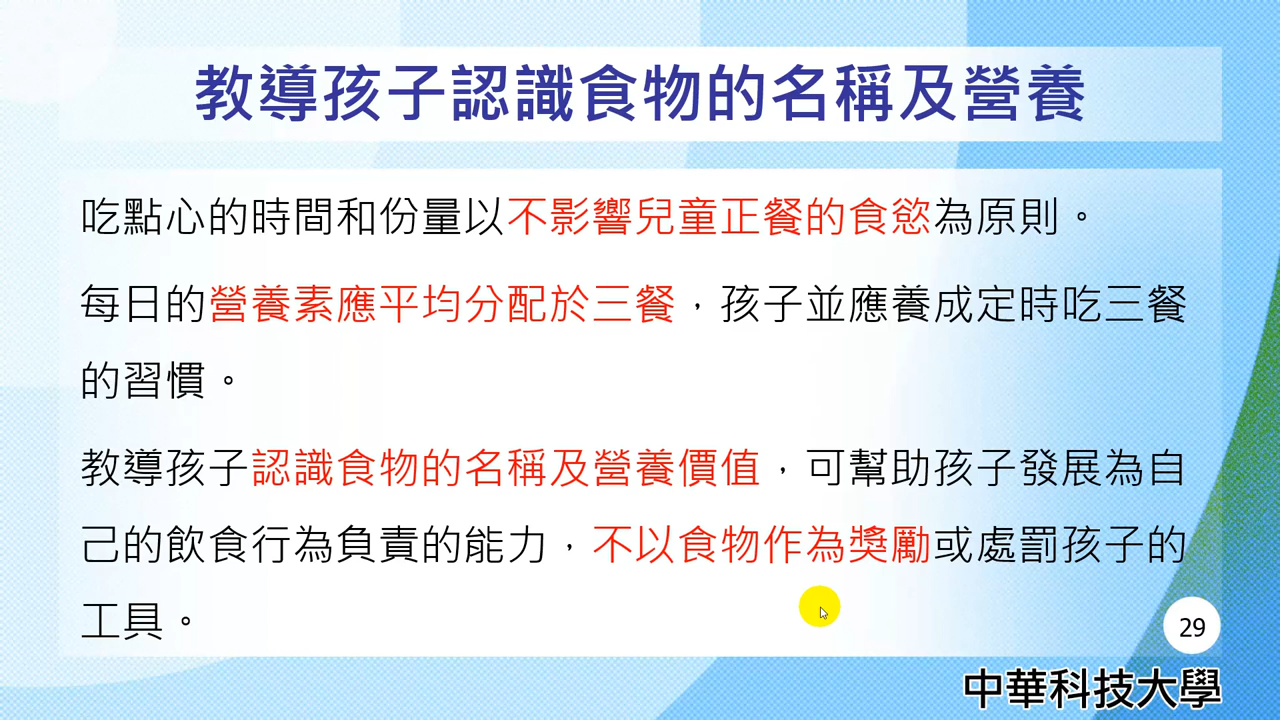 教導孩子認識食物的名稱及營養
吃點心的時間和份量以不影響兒童正餐的食慾為原則。
每日的營養素應平均分配於三餐，孩子並應養成定時吃三餐
的習慣。
教導孩子認識食物的名稱及營養價值，可幫助孩子發展為自
己的飲食行為負責的能力，不以食物作為獎勵或處罰孩子的
工具。
29
中華科技大學